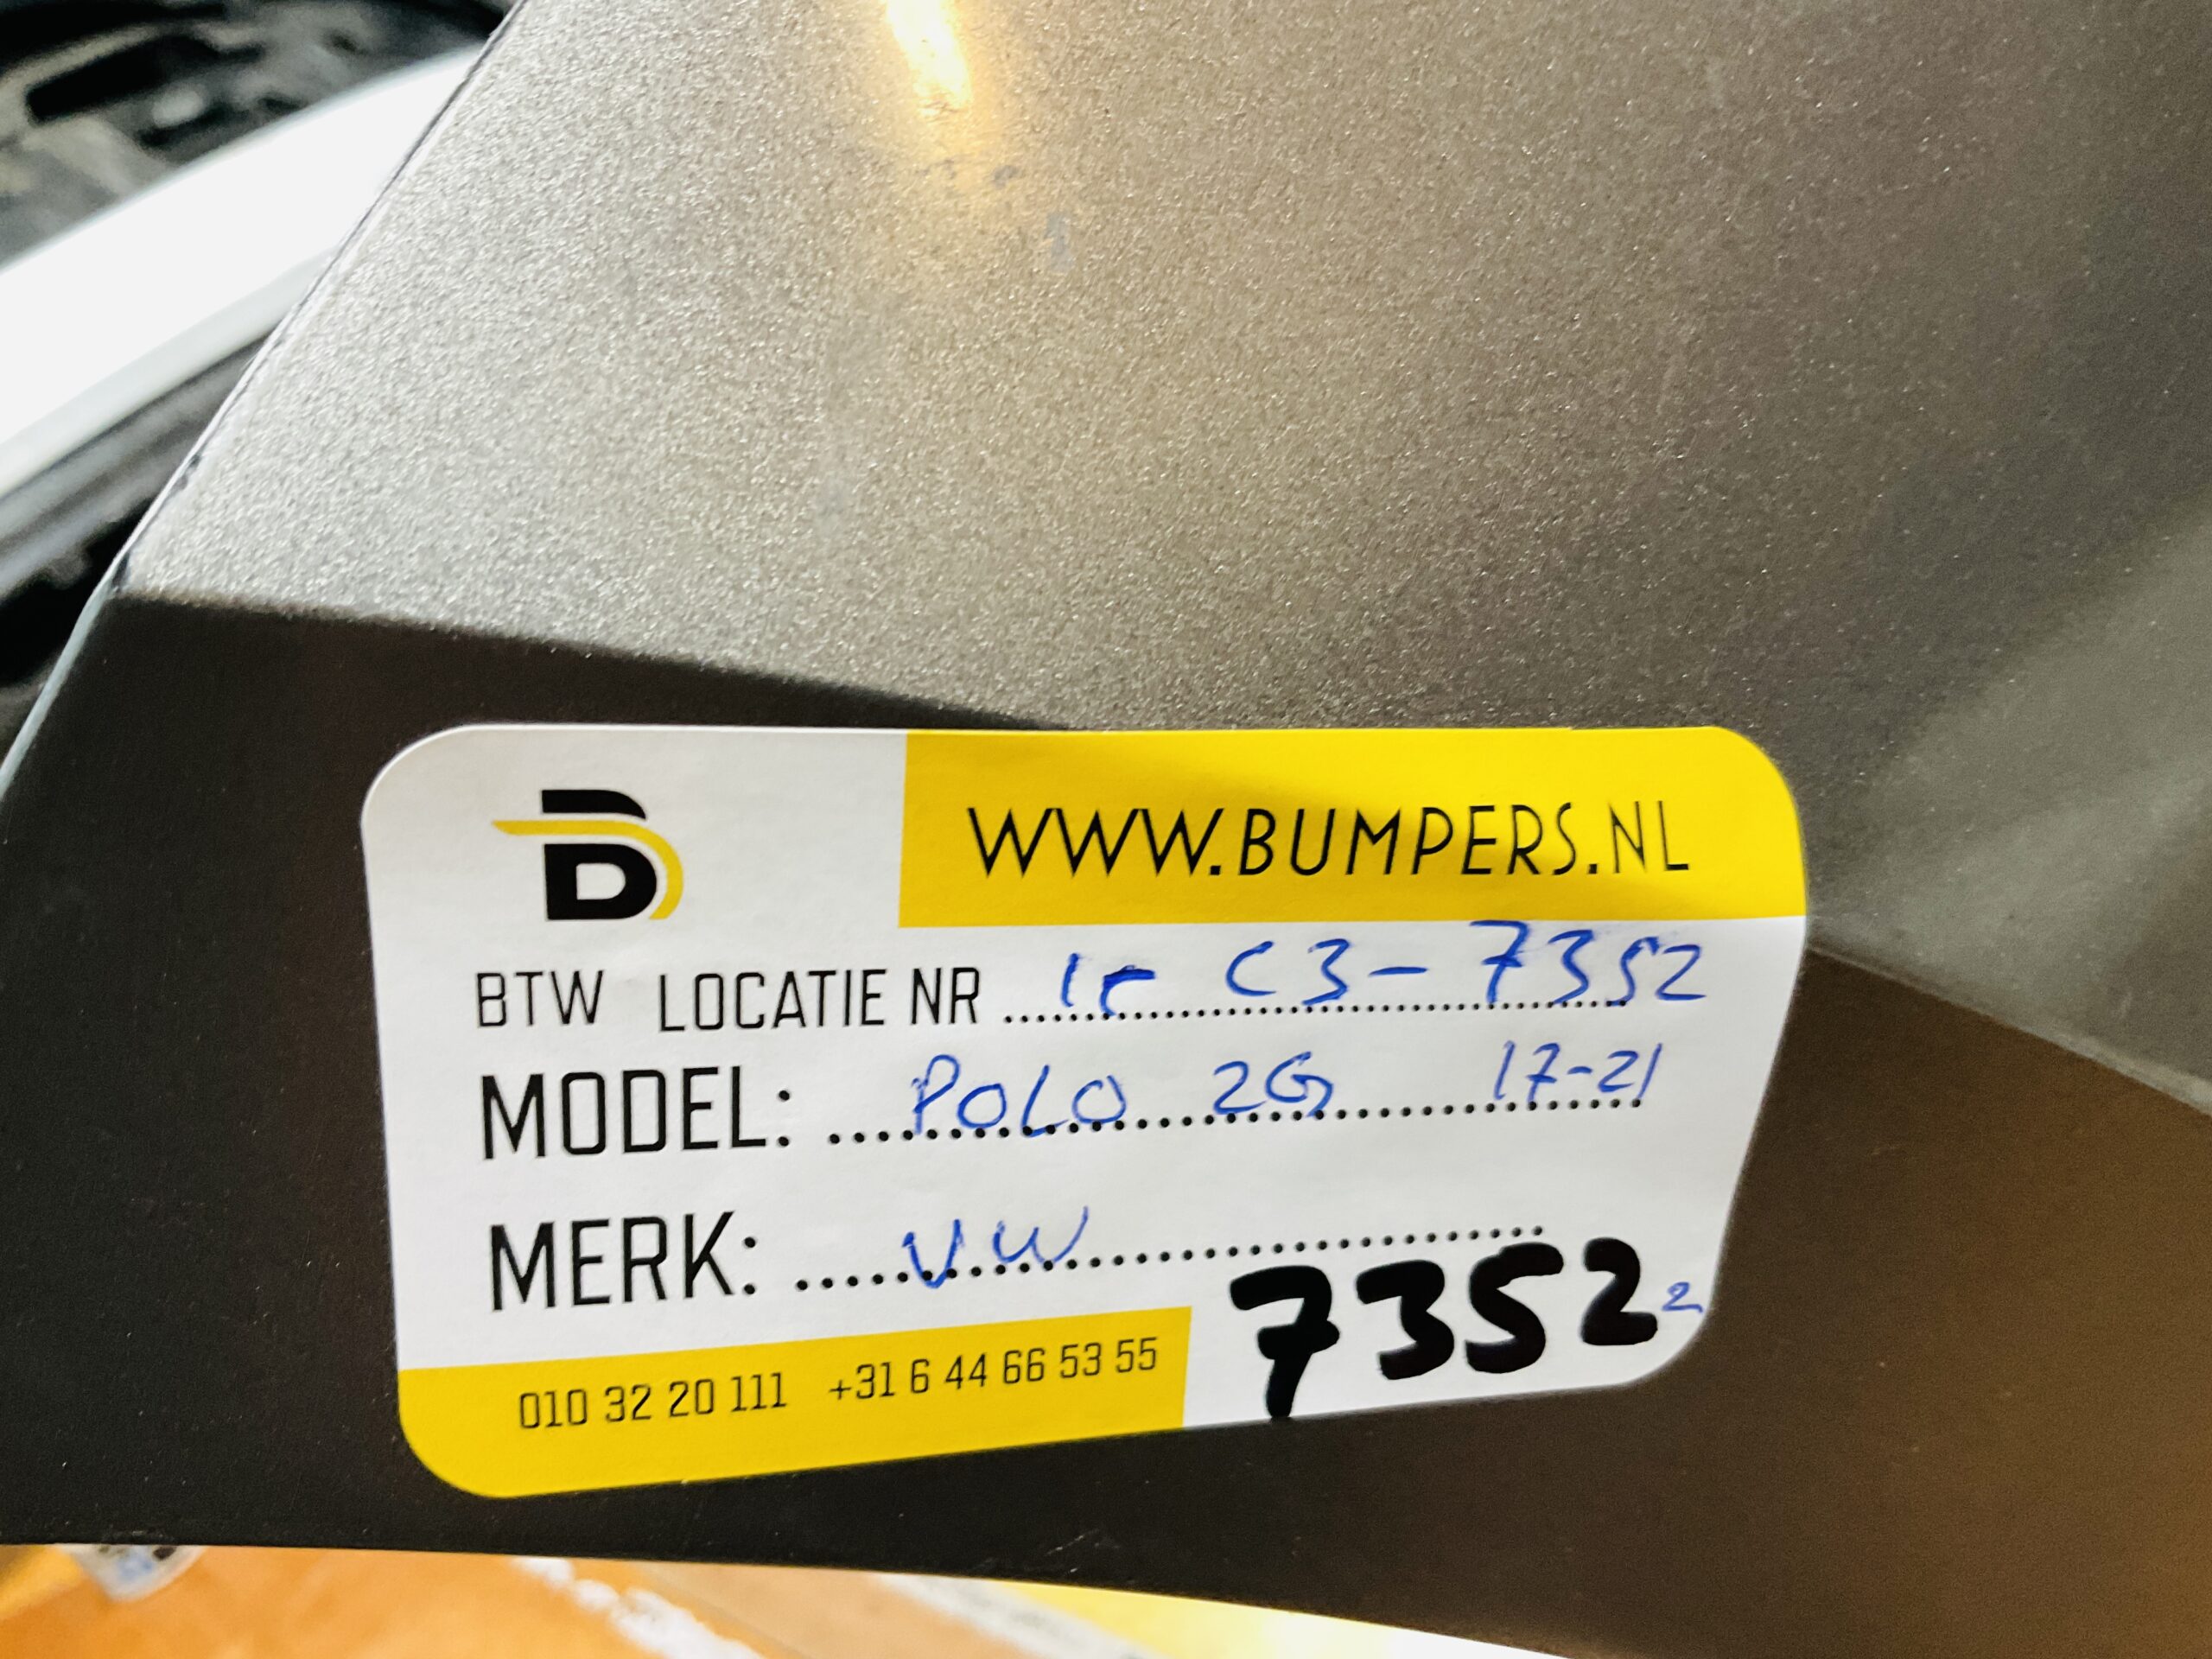 WWW.BUMPERS.NL
BTW LOCATIE NR C3-7352
MODEL: POLO 2G 17-21
MERK: VW
7352 2
010 32 20 111 +31 6 44 66 53 55